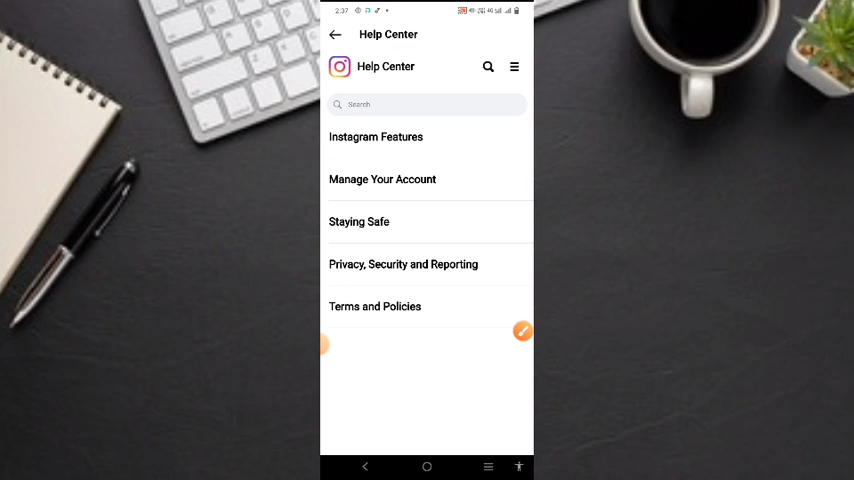 2:37
Help Center
Help Center
Search
Instagram Features
Manage Your Account
Staying Safe
Privacy, Security and Reporting
Terms and Policies